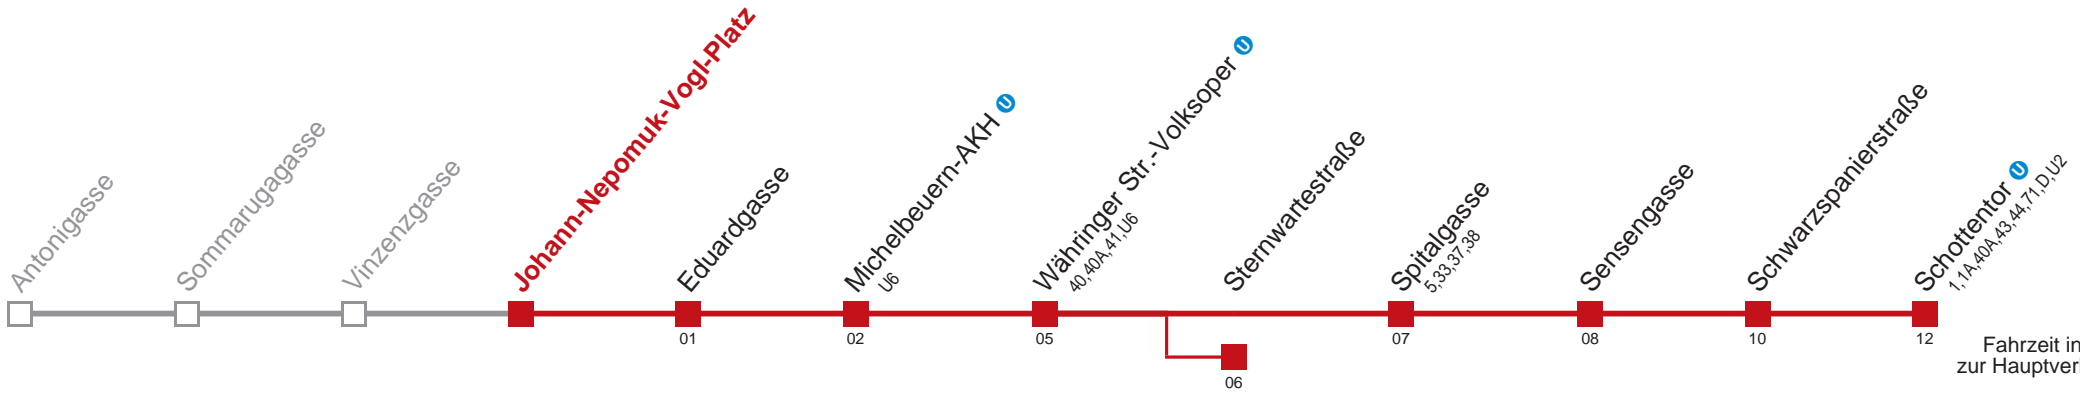 Antonigasse
Sommarugagasse
Vinzenzgasse
Johann-Nepomuk-Vogl-Platz
Eduardgasse
01
Michelbeuern-AKH U
U6
02
Währinger Str.-Volksoper U
40,40A,41,U6
05
Sternwartestraße
06
Spitalgasse
5,33,37,38
07
Sensengasse
08
Schwarzspanierstraße
10
Schottentor U
1,1A,40A,43,44,71,D,U2
12
Fahrzeit in
zur Hauptver